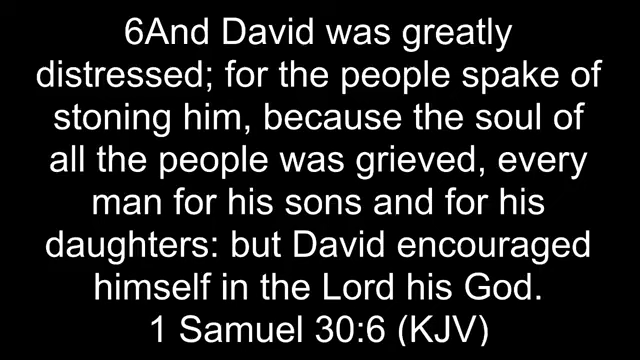 6And David was greatly
distressed; for the people spake of
stoning him, because the soul of
all the people was grieved, every
man for his sons and for his
daughters: but David encouraged
himself in the Lord his God.
1 Samuel 30:6 (KJV)